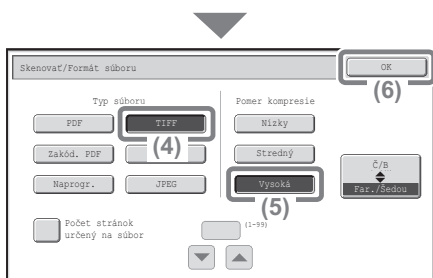 Skenovať/Formát súboru
OK
(6)
Typ súboru
Pomer kompresie
PDF
TIFF
Nízky
(4)
Zakód. PDF
Stredný
Č/B
Far./Šedou
Naprogr.
JPEG
Vysoká
(5)
Počet stránok
určený na súbor
(1-99)